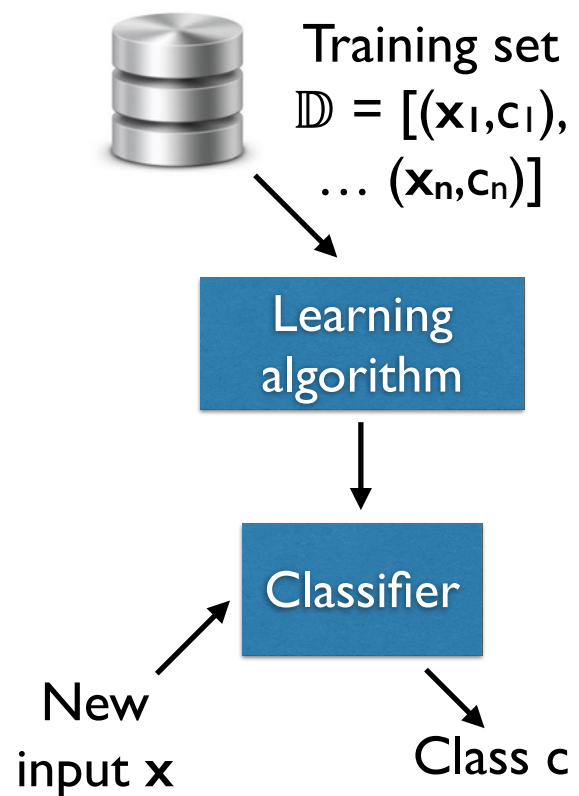 Training set
𝔻 = [(x₁,c₁),
… (xₙ,cₙ)]
Learning
algorithm
Classifier
New
input x
Class c